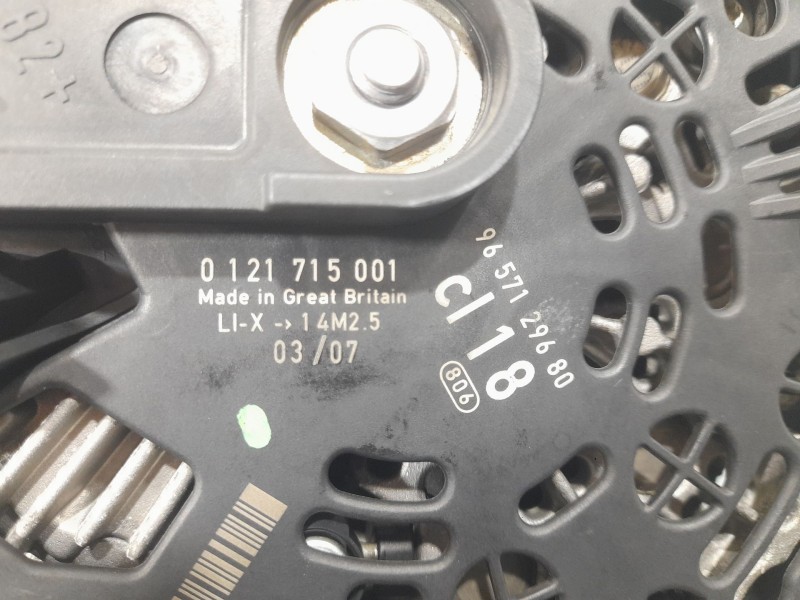 B2+
0 121 715 001
Made in Great Britain
LI-X -> 14M2.5
03/07
96 571 296 80
cl 18
806